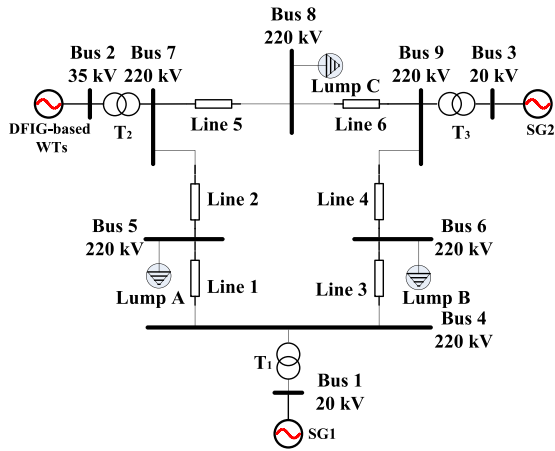 Bus 8
220 kV
Bus 2
35 kV
Bus 7
220 kV
Bus 9
220 kV
Bus 3
20 kV
Lump C
DFIG-based
WTs
T2
Line 5
Line 6
T3
SG2
Line 2
Line 4
Bus 5
220 kV
Bus 6
220 kV
Lump A
Line 1
Line 3
Lump B
Bus 4
220 kV
T1
Bus 1
20 kV
SG1